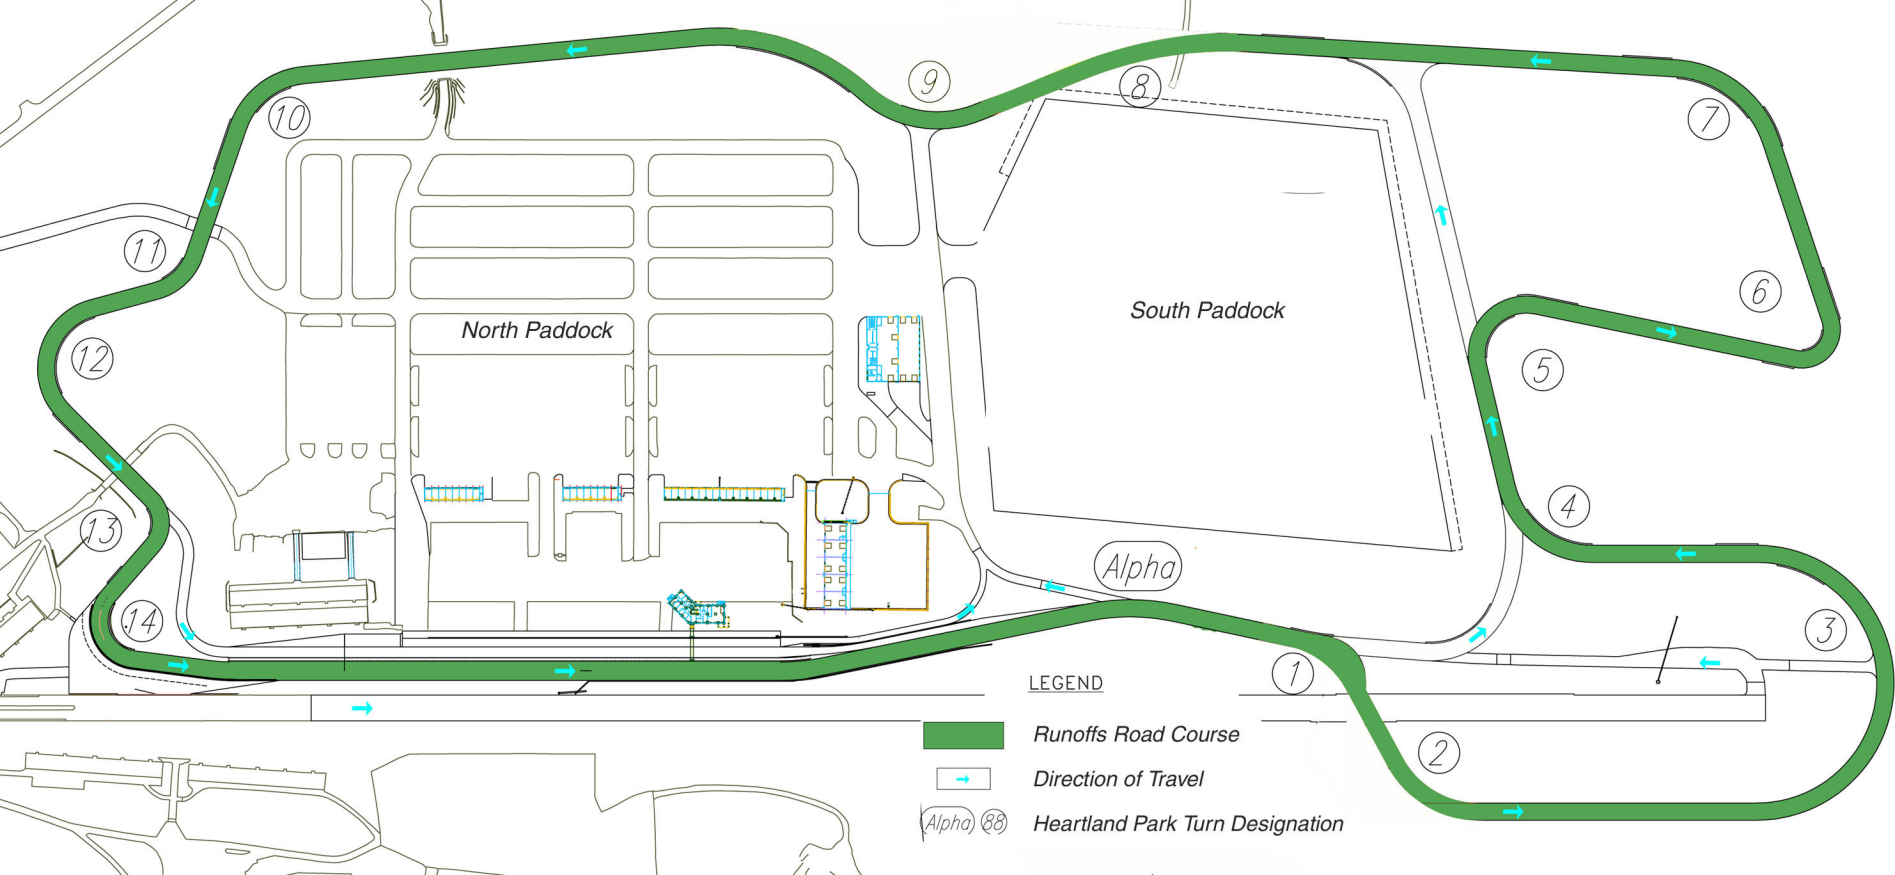 9
8
7
10
11
6
North Paddock
South Paddock
12
5
4
13
Alpha
14
3
1
LEGEND
2
Runoffs Road Course
Direction of Travel
Alpha 88 Heartland Park Turn Designation